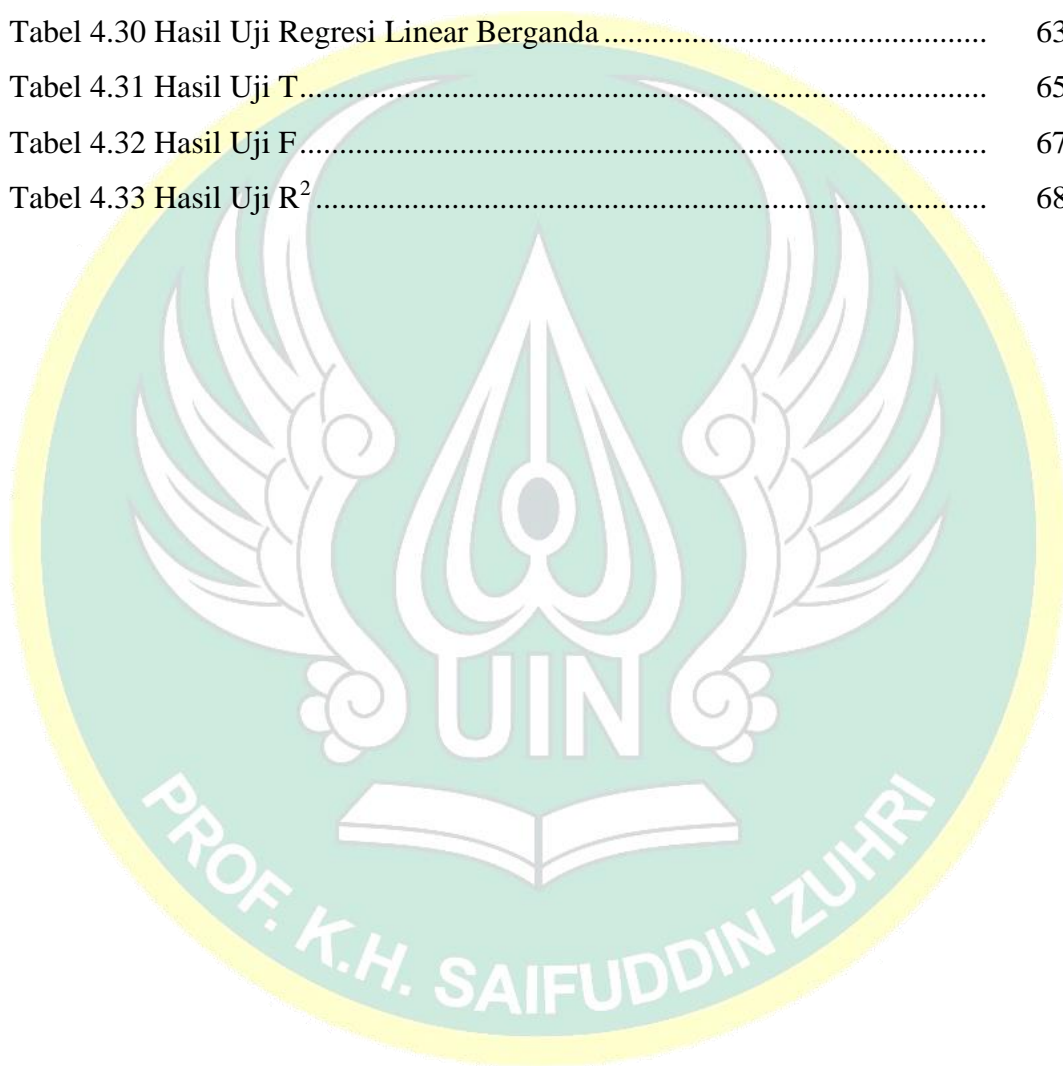 Tabel 4.30 Hasil Uji Regresi Linear Berganda ............................................... 63
Tabel 4.31 Hasil Uji T ............................................... 65
Tabel 4.32 Hasil Uji F ............................................... 67
Tabel 4.33 Hasil Uji R² ............................................... 68
UIN
PROF. K.H. SAIFUDDIN ZUHRI